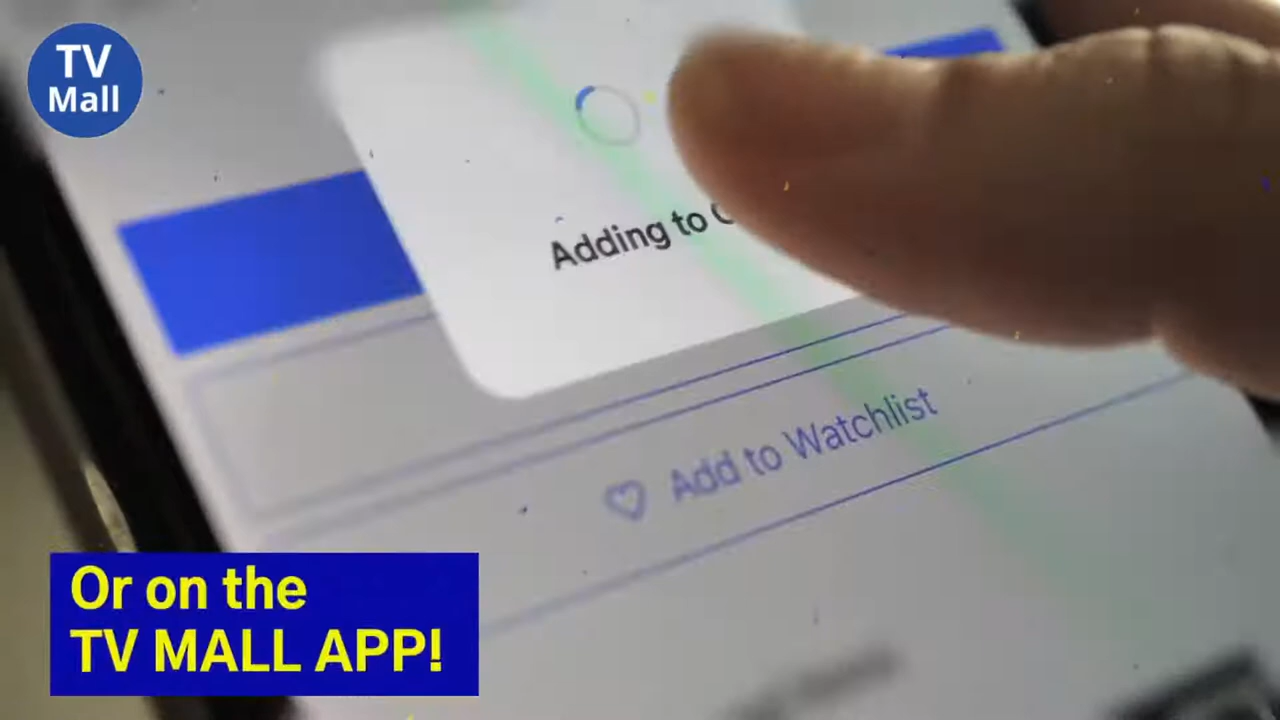 TV
Mall
Adding to
Add to Watchlist
Or on the
TV MALL APP!